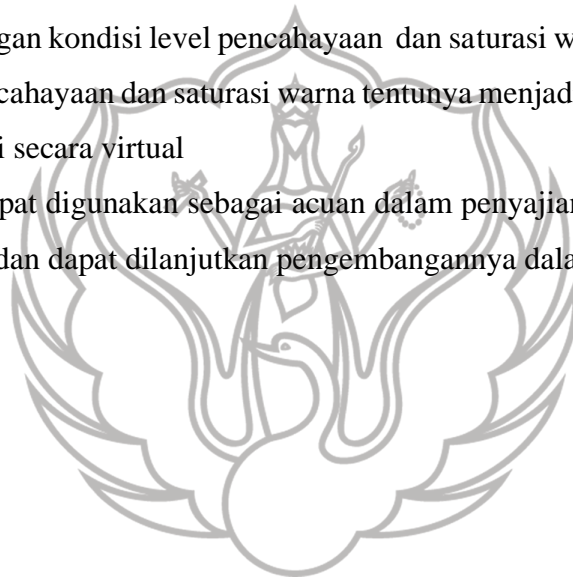 gan kondisi level pencahayaan dan saturasi w
cahayaan dan saturasi warna tentunya menjad
i secara virtual
pat digunakan sebagai acuan dalam penyajian
dan dapat dilanjutkan pengembangannya dala